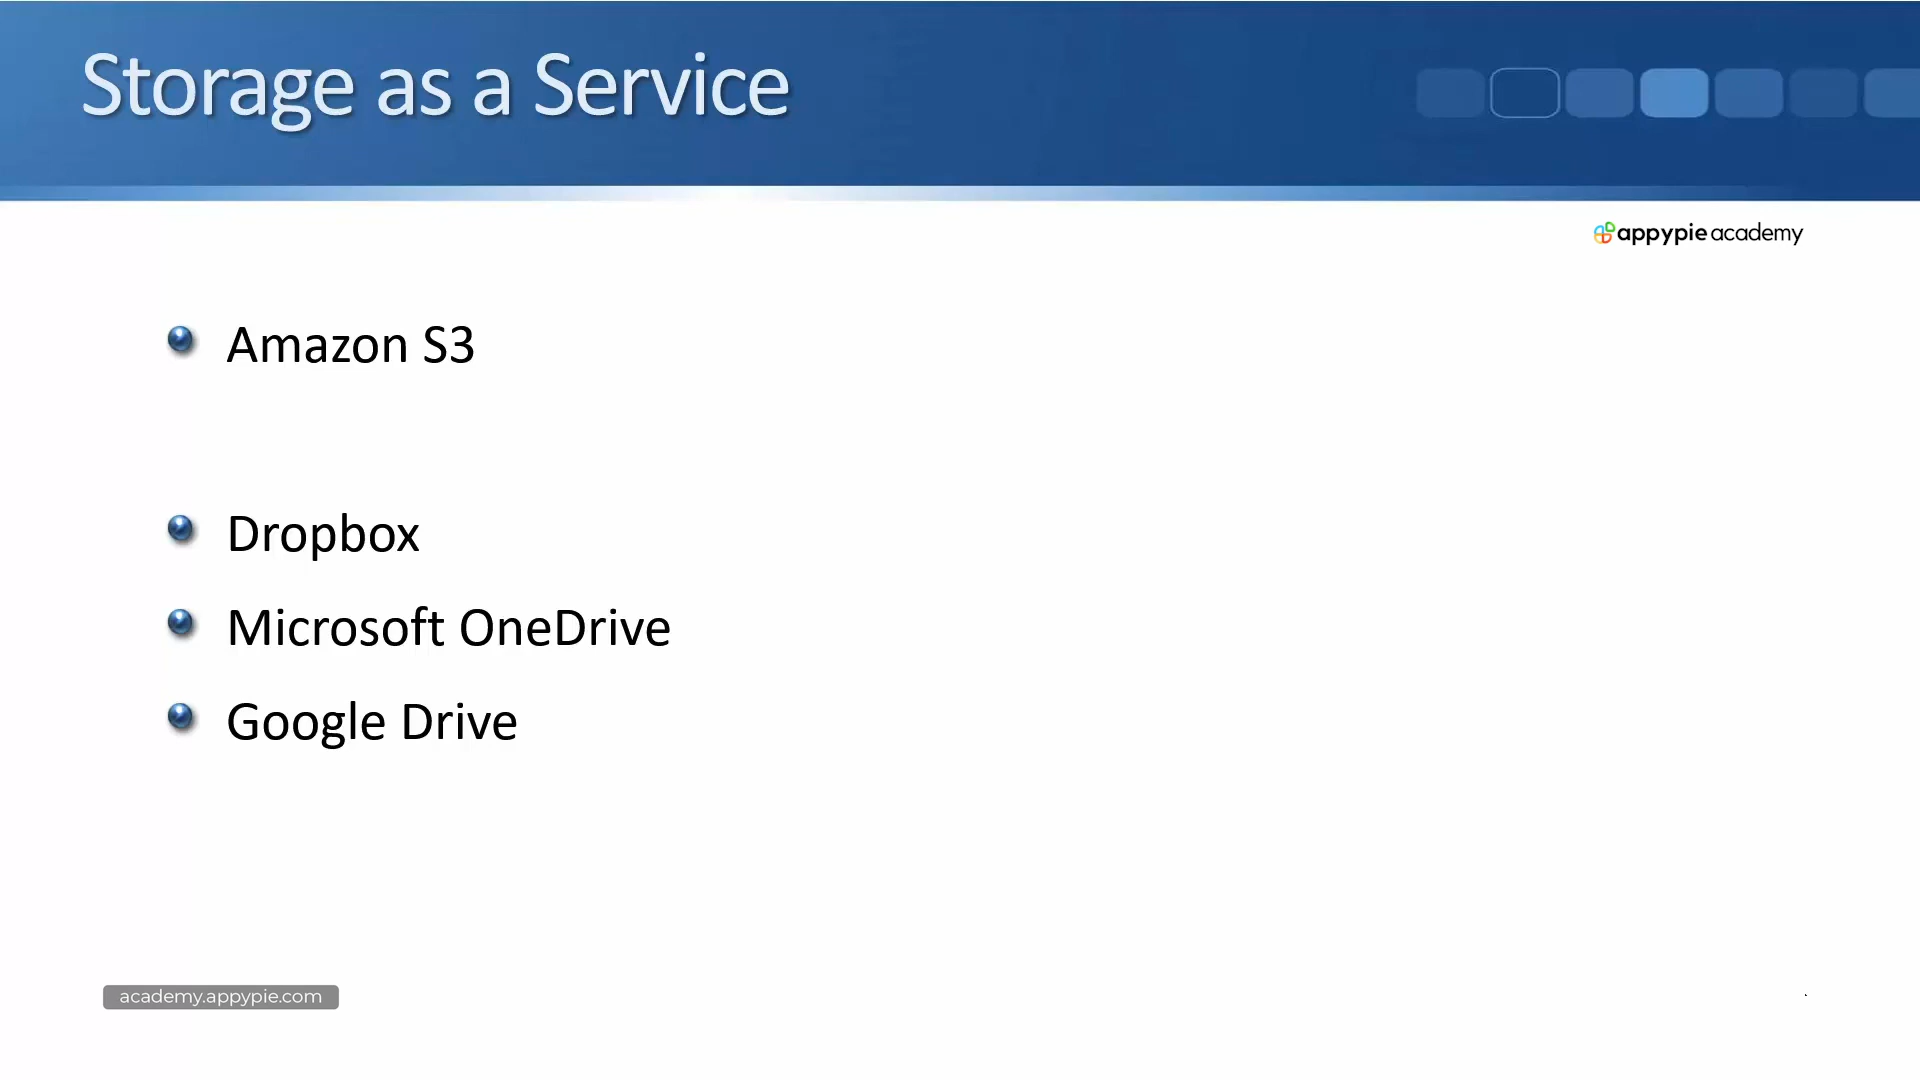 Storage as a Service
appypie academy
Amazon S3
Dropbox
Microsoft OneDrive
Google Drive
academy.appypie.com